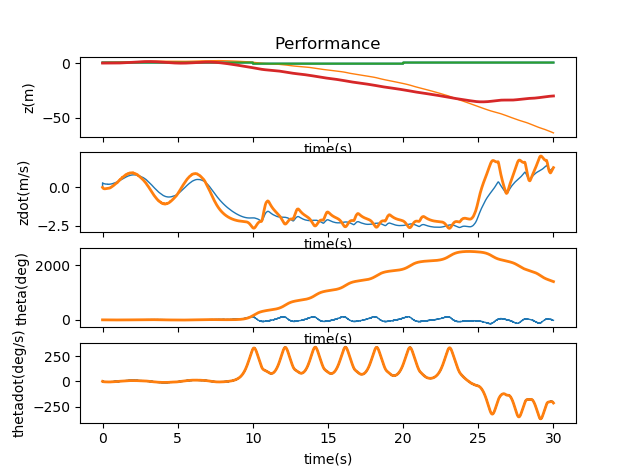 Performance
0
−50
z(m)
time(s)
0.0
−2.5
zdot(m/s)
time(s)
2000
0
theta(deg)
time(s)
250
0
−250
thetadot(deg/s)
0 5 10 15 20 25 30
time(s)